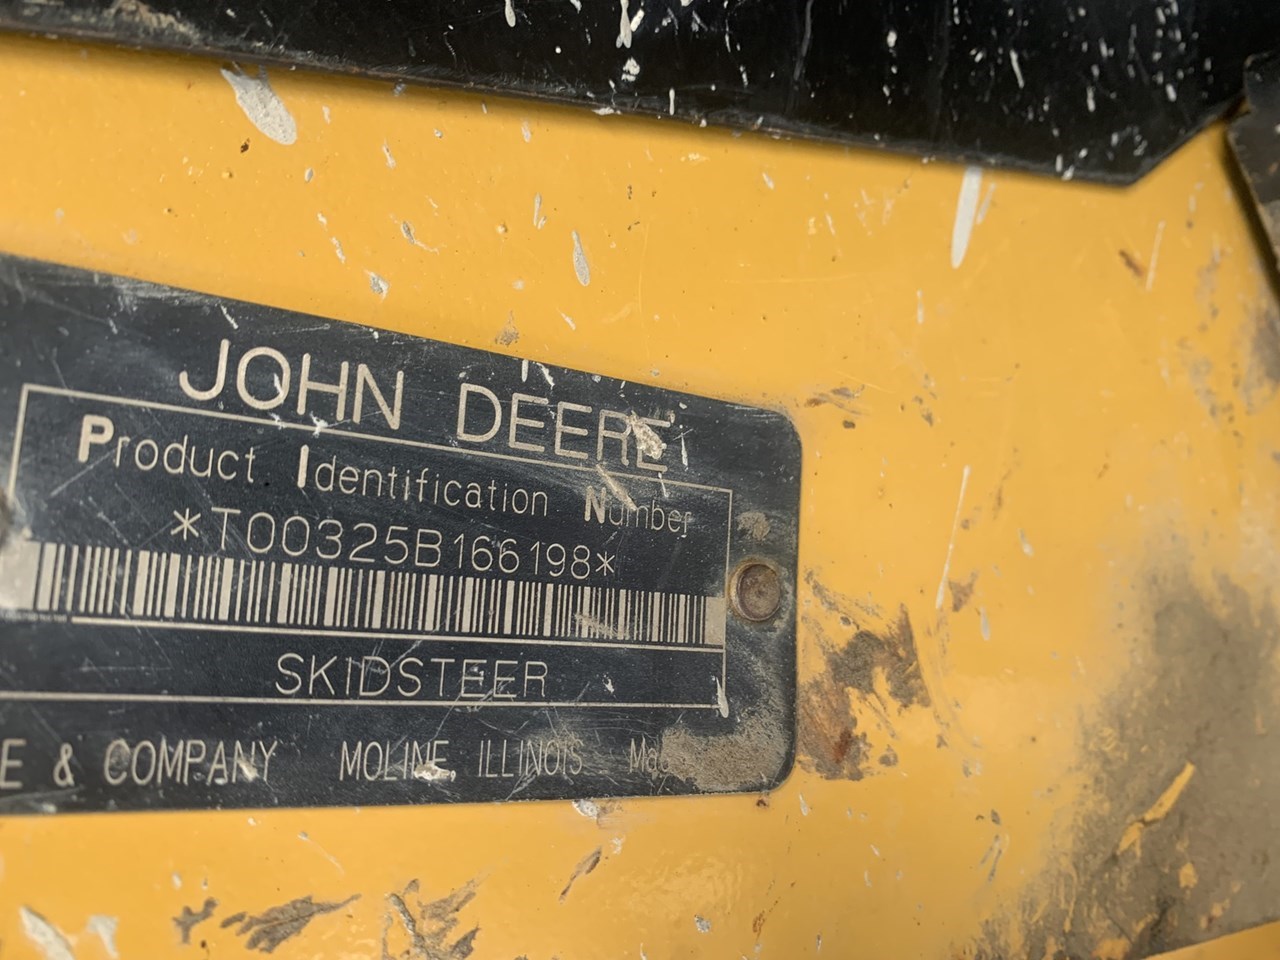 JOHN DEERE
Product Identification Number
*T00325B166198*
SKIDSTEER
E & COMPANY MOLINE, ILLINOIS